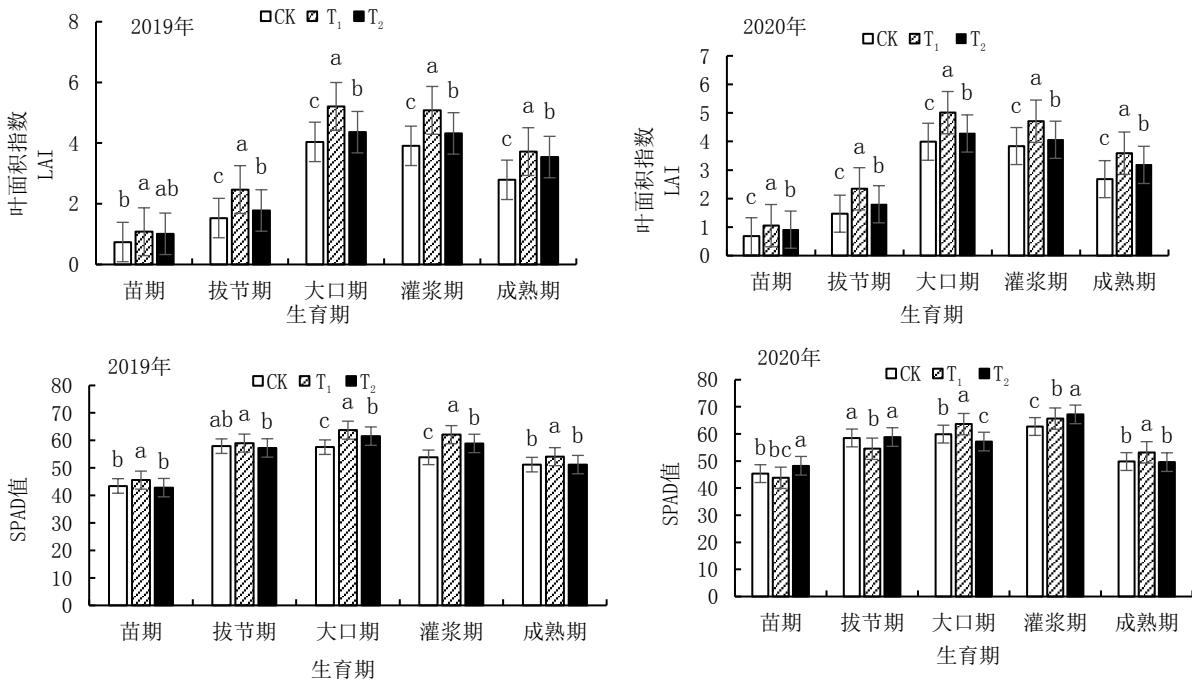 2019年
CK T₁ T₂
8
6
4
2
0
叶面积指数
LAI
b a ab
c a b
c a b
c a b
c a b
苗期 拔节期 大口期 灌浆期 成熟期
生育期
2020年
CK T₁ T₂
7
6
5
4
3
2
1
0
叶面积指数
LAI
c a b
c a b
c a b
c a b
c a b
苗期 拔节期 大口期 灌浆期 成熟期
生育期
2019年
CK T₁ T₂
80
70
60
50
40
30
20
10
0
SPAD值
b a b
ab a b
c a b
c a b
b a b
苗期 拔节期 大口期 灌浆期 成熟期
生育期
2020年
CK T₁ T₂
80
70
60
50
40
30
20
10
0
SPAD值
b bc a
a b a
b a c
c b a
b a b
苗期 拔节期 大口期 灌浆期 成熟期
生育期